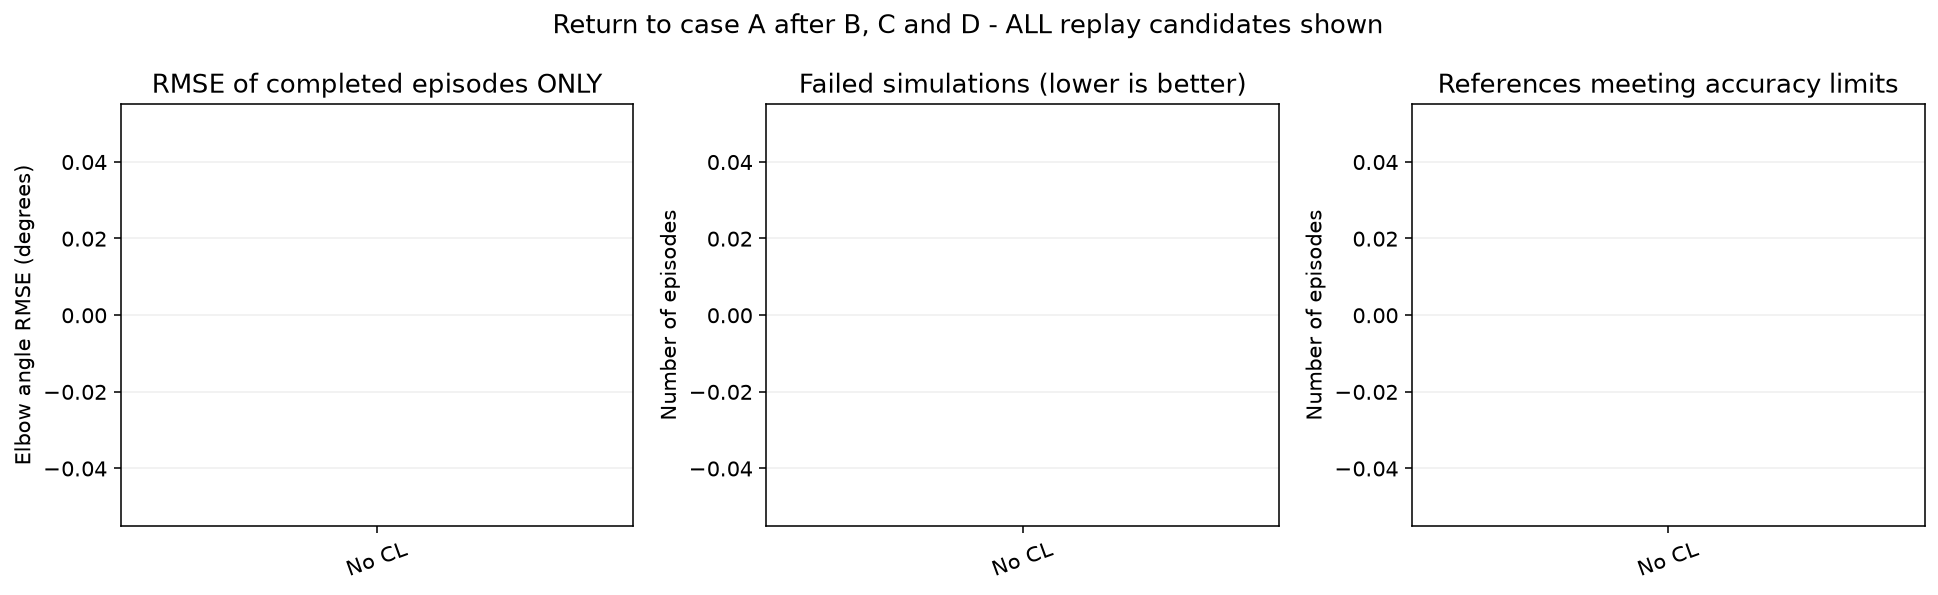 Return to case A after B, C and D - ALL replay candidates shown
RMSE of completed episodes ONLY
Elbow angle RMSE (degrees)
0.04
0.02
0.00
−0.02
−0.04
No CL
Failed simulations (lower is better)
Number of episodes
0.04
0.02
0.00
−0.02
−0.04
No CL
References meeting accuracy limits
Number of episodes
0.04
0.02
0.00
−0.02
−0.04
No CL